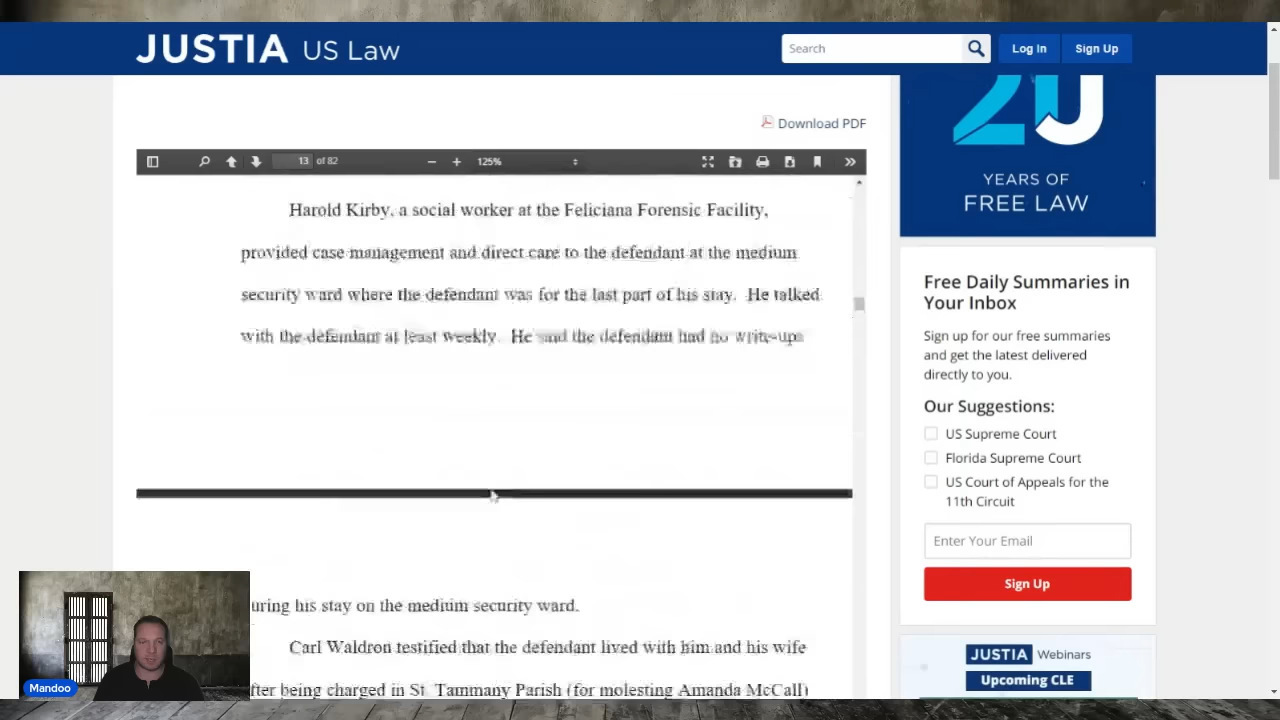 JUSTIA US Law
Search
Log In
Sign Up
Download PDF
13 of 82
125%
20
YEARS OF
FREE LAW
Harold Kirby, a social worker at the Feliciana Forensic Facility,
provided case management and direct care to the defendant at the medium
security ward where the defendant was for the last part of his stay. He talked
with the defendant at least weekly. He said the defendant had no write-ups
uring his stay on the medium security ward.
Carl Waldron testified that the defendant lived with him and his wife
fter being charged in St. Tammany Parish (for molesting Amanda McCall)
Free Daily Summaries in
Your Inbox
Sign up for our free summaries
and get the latest delivered
directly to you.
Our Suggestions:
US Supreme Court
Florida Supreme Court
US Court of Appeals for the
11th Circuit
Enter Your Email
Sign Up
JUSTIA Webinars
Upcoming CLE
Mandoo